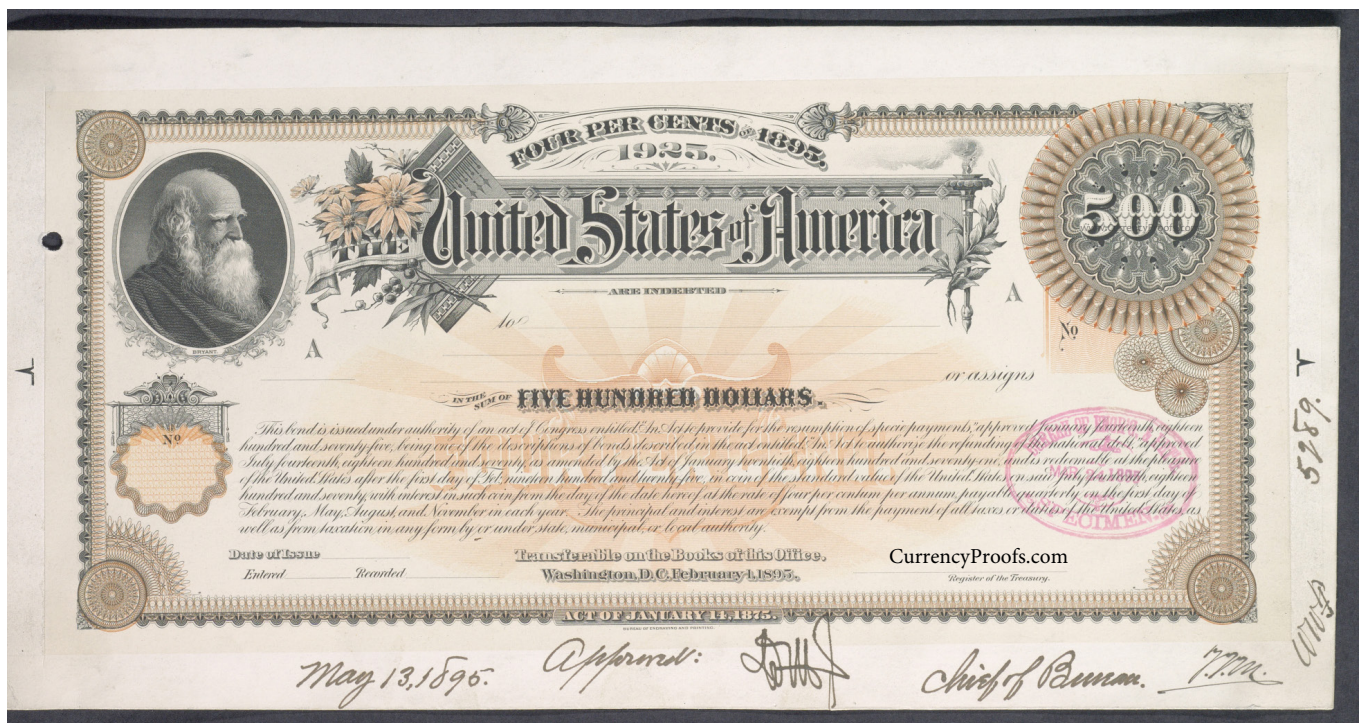 FOUR PER CENTS OF 1895.
1925.
THE United States of America
500
www.currencyproofs.com
ARE INDEBTED
to
A
No
BRYANT.
A
or assigns
IN THE SUM OF FIVE HUNDRED DOLLARS.
No
This bond is issued under authority of an act of Congress entitled "An Act to provide for the resumption of specie payments," approved January fourteenth, eighteen
hundred and seventy-five, being one of the descriptions of bonds described in the act entitled "An Act to authorize the refunding of the national debt," approved
July fourteenth, eighteen hundred and seventy, as amended by the Act of January twentieth, eighteen hundred and seventy one, and is redeemable at the pleasure
of the United States after the first day of Feb., nineteen hundred and twenty five, in coin of the standard value of the United States on said July fourteenth, eighteen
hundred and seventy, with interest in such coin from the day of the date hereof, at the rate of four per centum per annum, payable quarterly on the first day of
February, May, August, and November in each year. The principal and interest are exempt from the payment of all taxes or duties of the United States, as
well as from taxation in any form by or under state, municipal, or local authority.
SPECIMEN
Date of Issue
Transferable on the Books of this Office.
CurrencyProofs.com
Entered Recorded
Washington, D.C. February 1, 1895.
Register of the Treasury.
ACT OF JANUARY 14, 1875.
BUREAU OF ENGRAVING AND PRINTING.
May 13, 1895. Approved: Chief of Bureau.
5289.